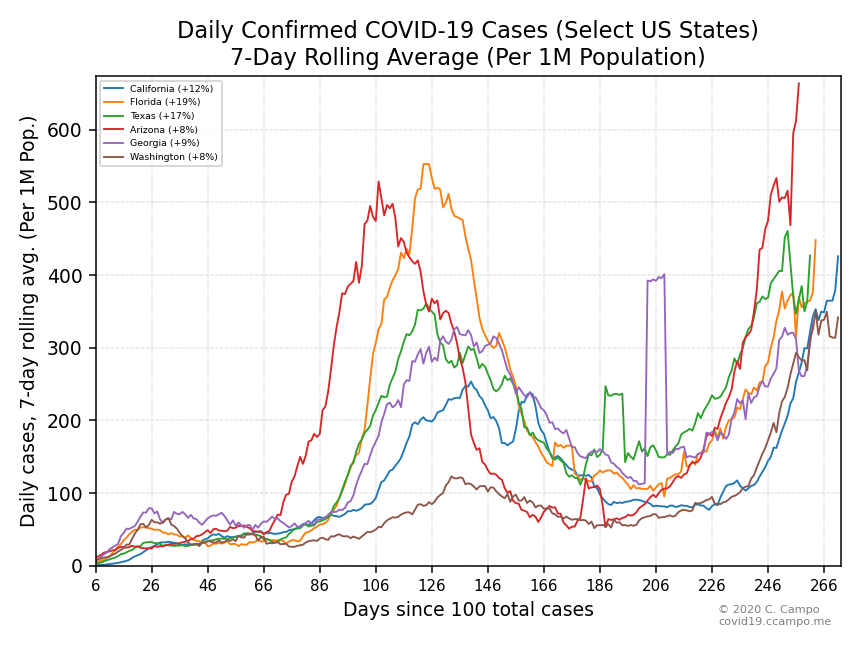 Daily Confirmed COVID-19 Cases (Select US States)
7-Day Rolling Average (Per 1M Population)
California (+12%)
Florida (+19%)
Texas (+17%)
Arizona (+8%)
Georgia (+9%)
Washington (+8%)
Daily cases, 7-day rolling avg. (Per 1M Pop.)
600
500
400
300
200
100
0
6 26 46 66 86 106 126 146 166 186 206 226 246 266
Days since 100 total cases
© 2020 C. Campo
covid19.ccampo.me